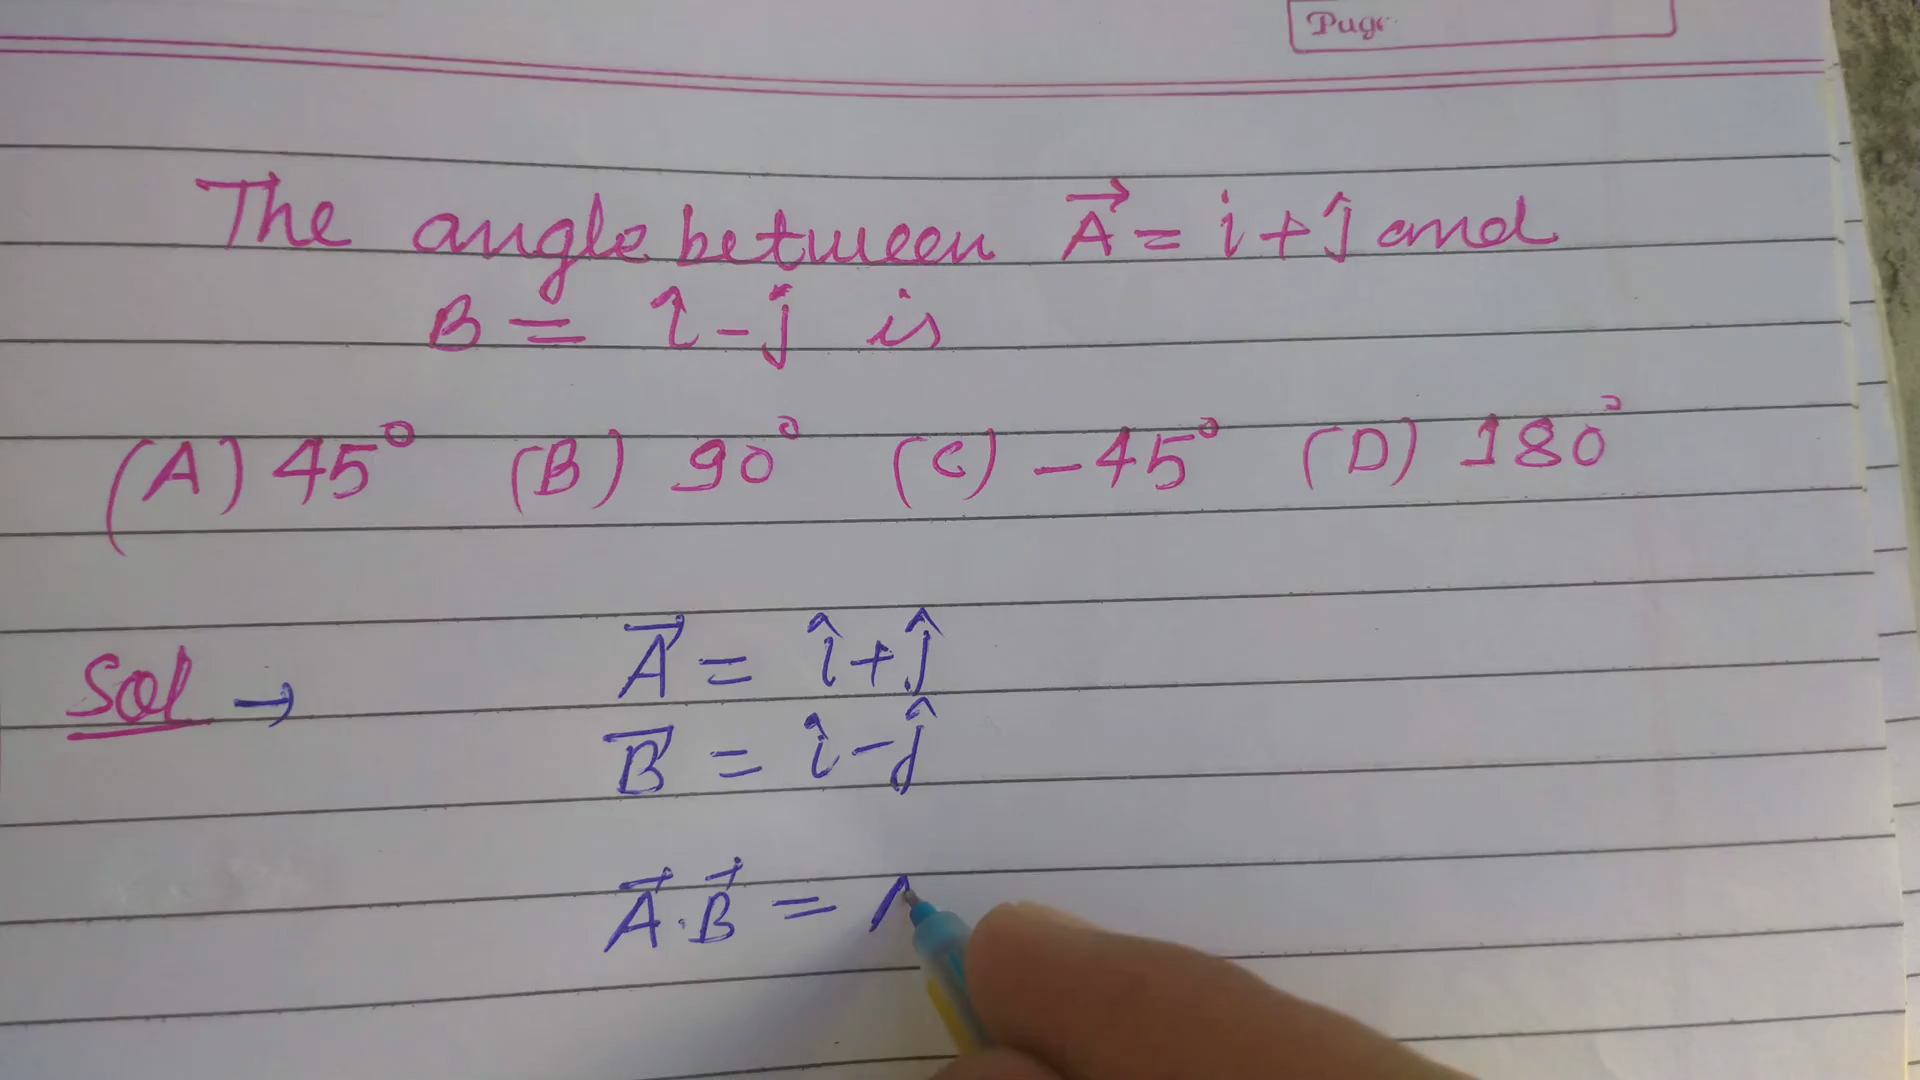 Page
The angle between A⃗ = i + ĵ and
B = î - ĵ is
(A) 45° (B) 90° (C) -45° (D) 180°
Sol → A⃗ = î + ĵ
B⃗ = î - ĵ
A⃗ . B⃗ =